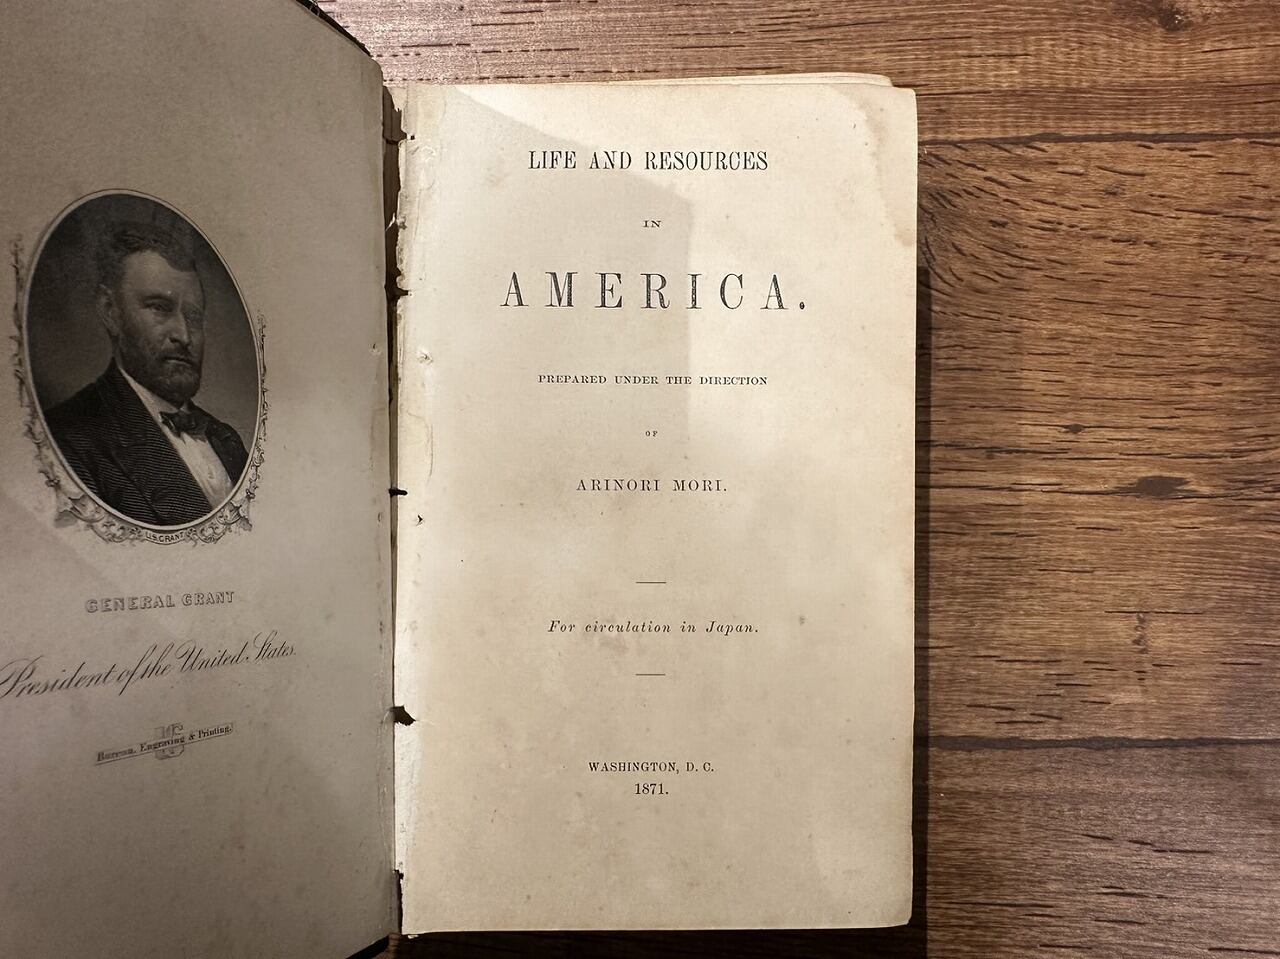 U.S. GRANT
GENERAL GRANT
President of the United States.
Bureau, Engraving & Printing.
LIFE AND RESOURCES
IN
AMERICA.
PREPARED UNDER THE DIRECTION
OF
ARINORI MORI.
For circulation in Japan.
WASHINGTON, D. C.
1871.